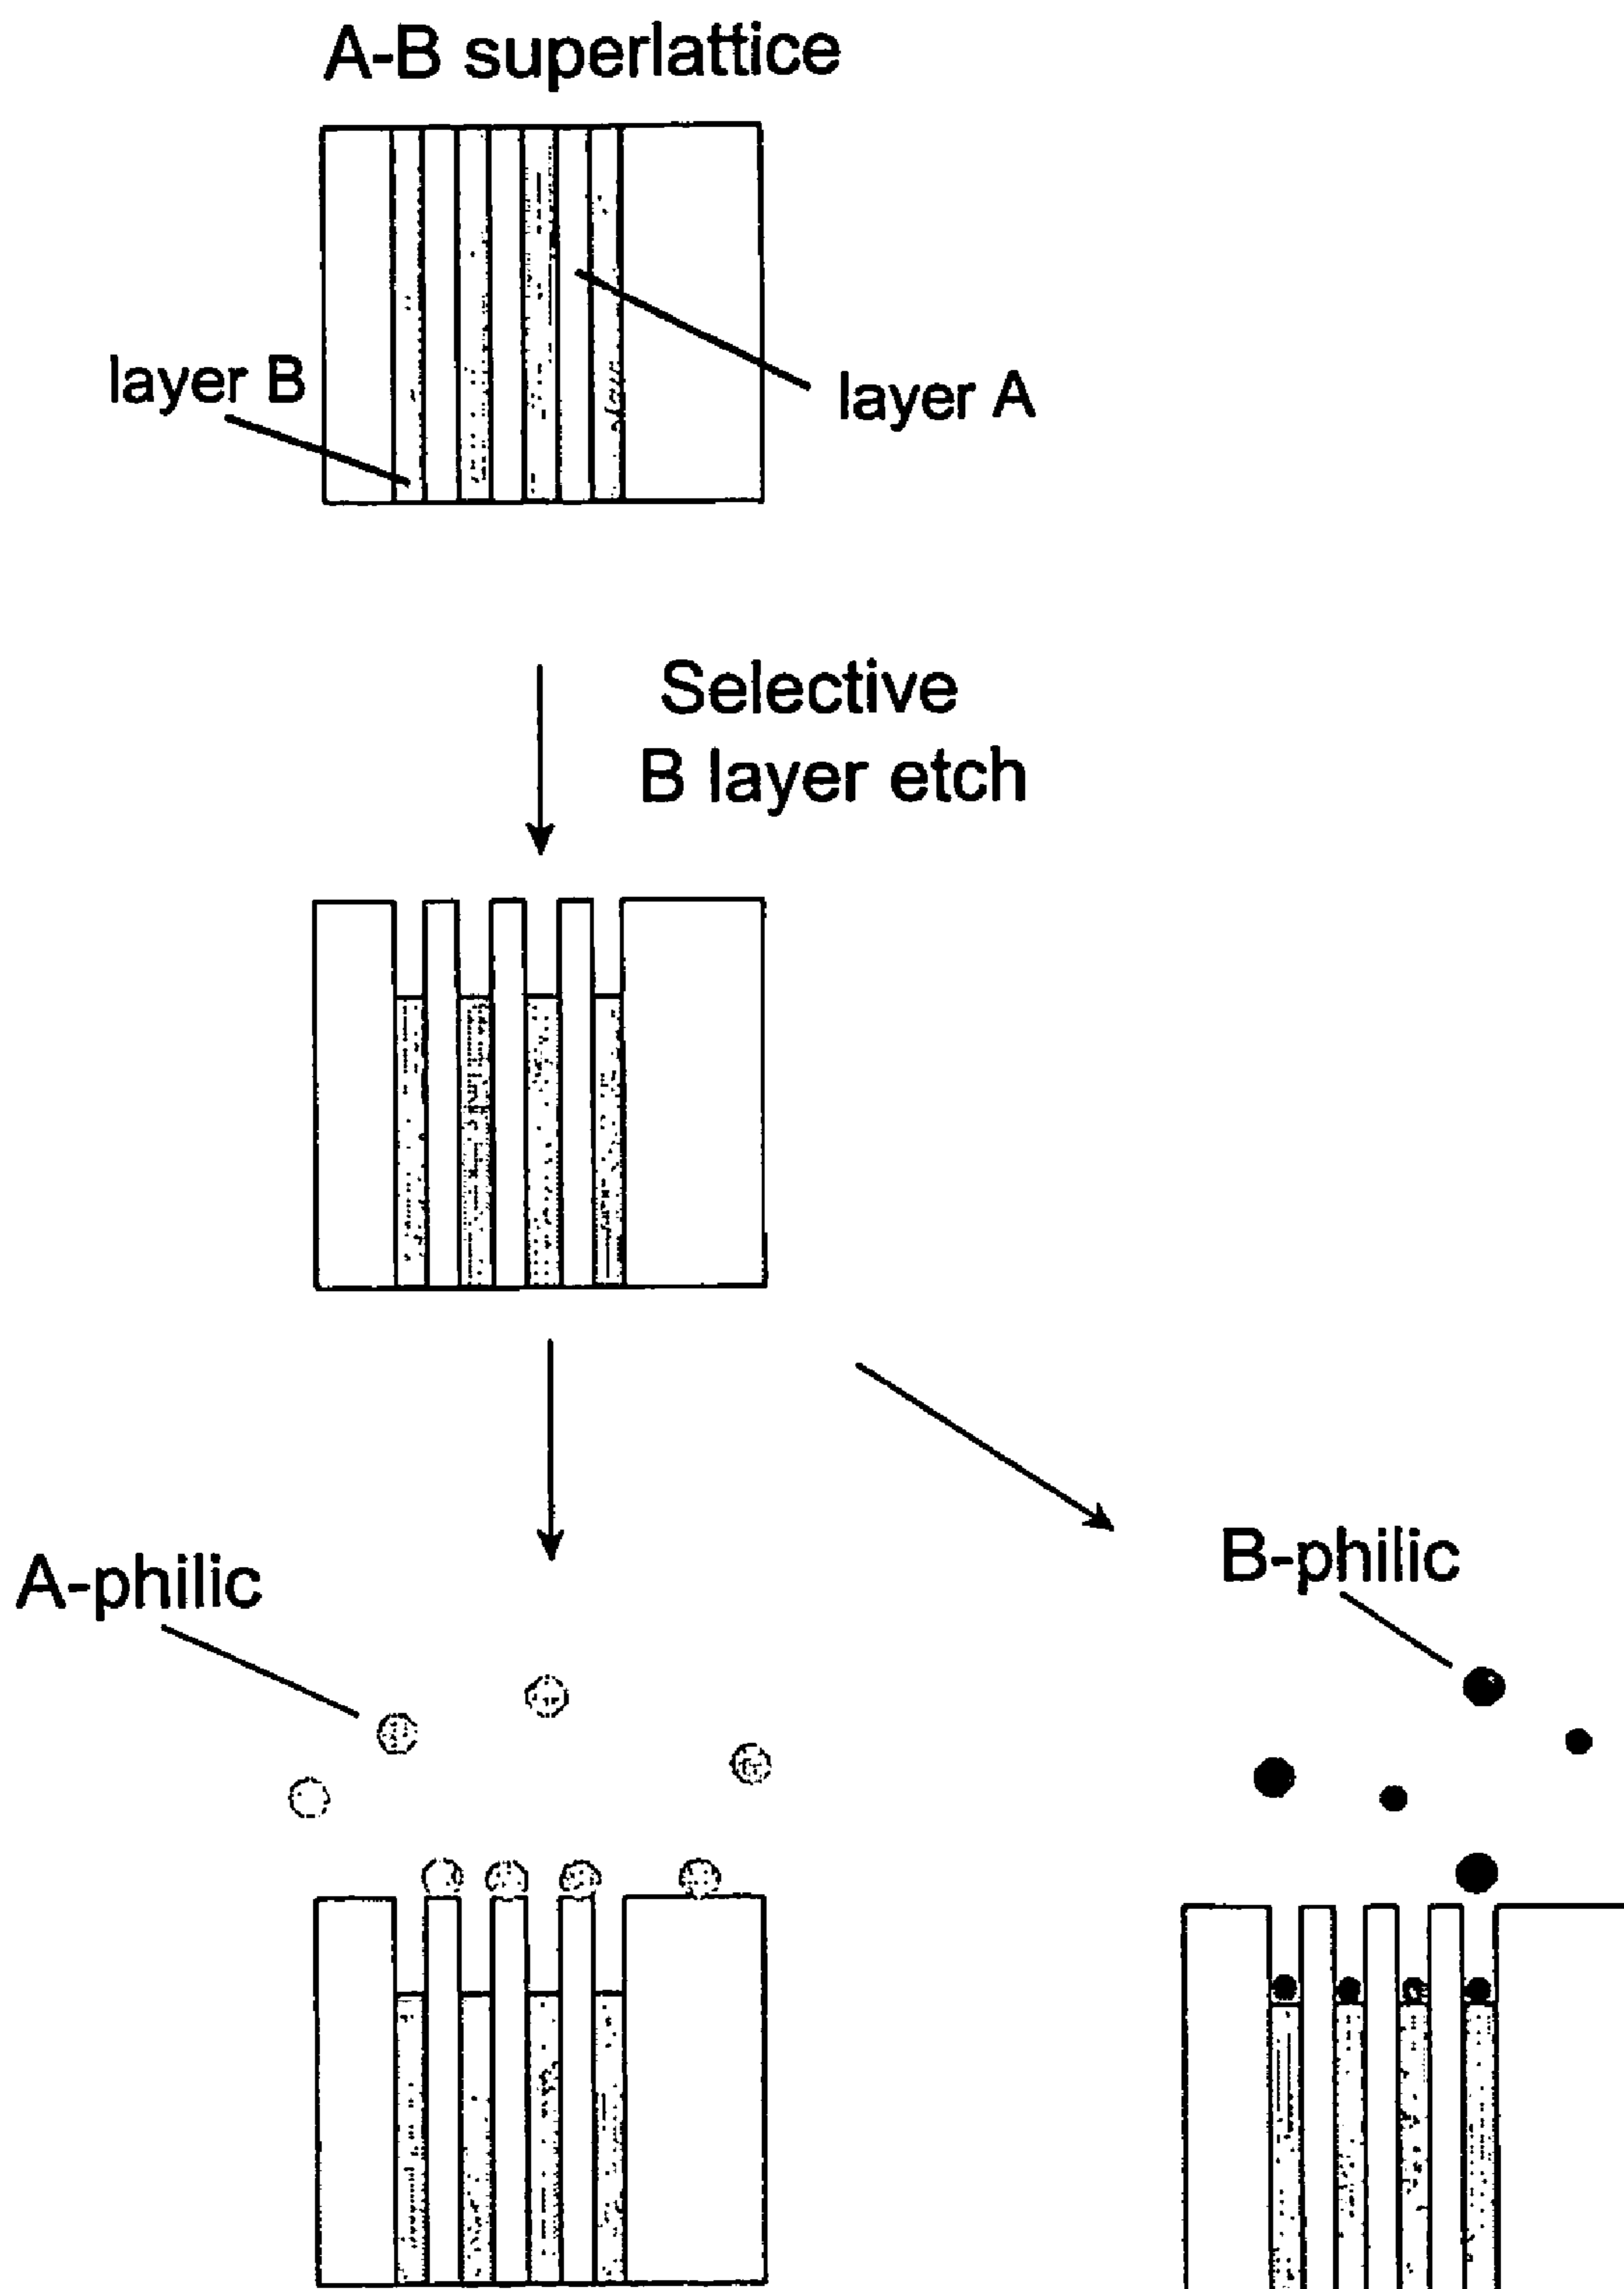 A-B superlattice
layer B
layer A
Selective
B layer etch
A-philic
B-philic